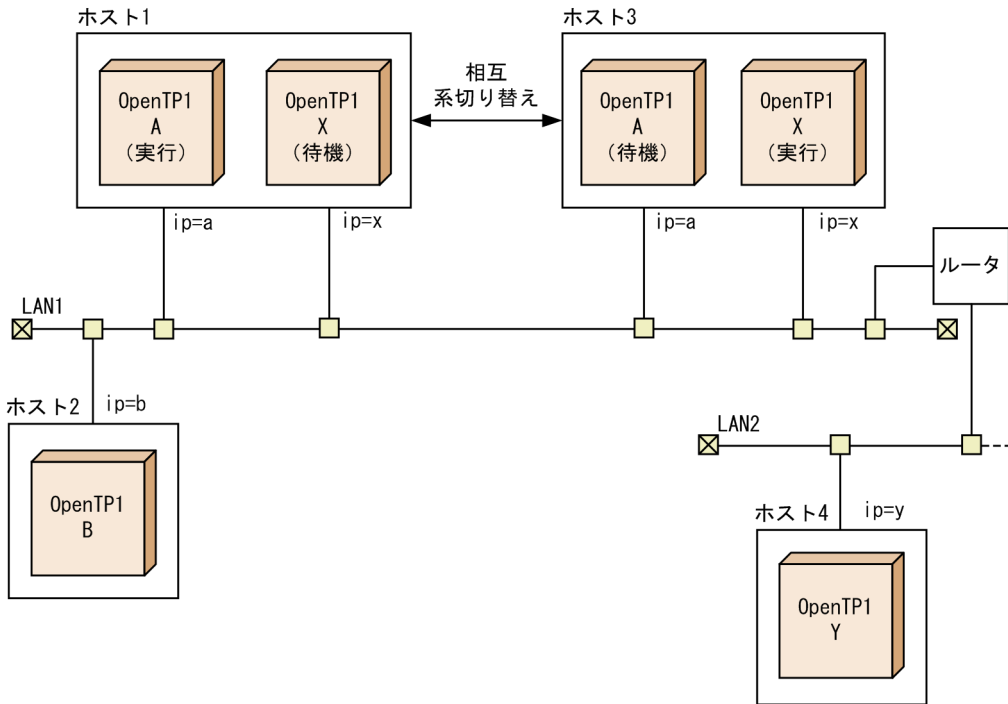 ホスト1
ホスト3
OpenTP1
A
(実行)
OpenTP1
X
(待機)
相互
系切り替え
OpenTP1
A
(待機)
OpenTP1
X
(実行)
ip=a
ip=x
ip=a
ip=x
ルータ
LAN1
ホスト2
ip=b
LAN2
OpenTP1
B
ホスト4
ip=y
OpenTP1
Y